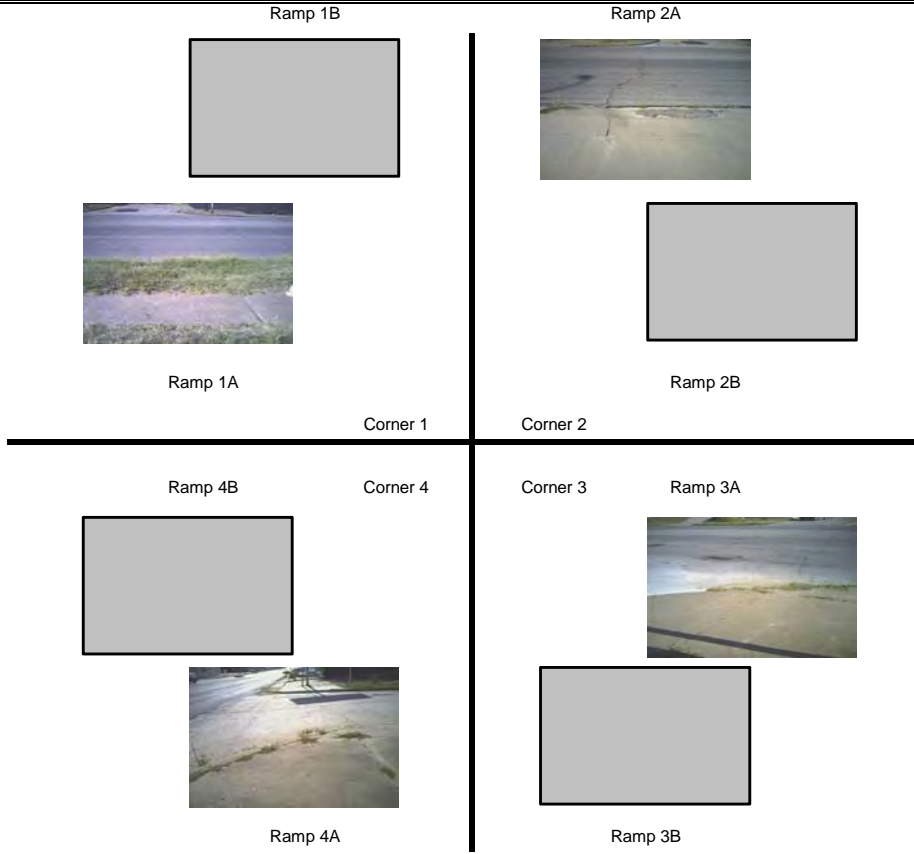 Ramp 1B Ramp 2A
Ramp 1A Ramp 2B
Corner 1 Corner 2
Ramp 4B Corner 4 Corner 3 Ramp 3A
Ramp 4A Ramp 3B